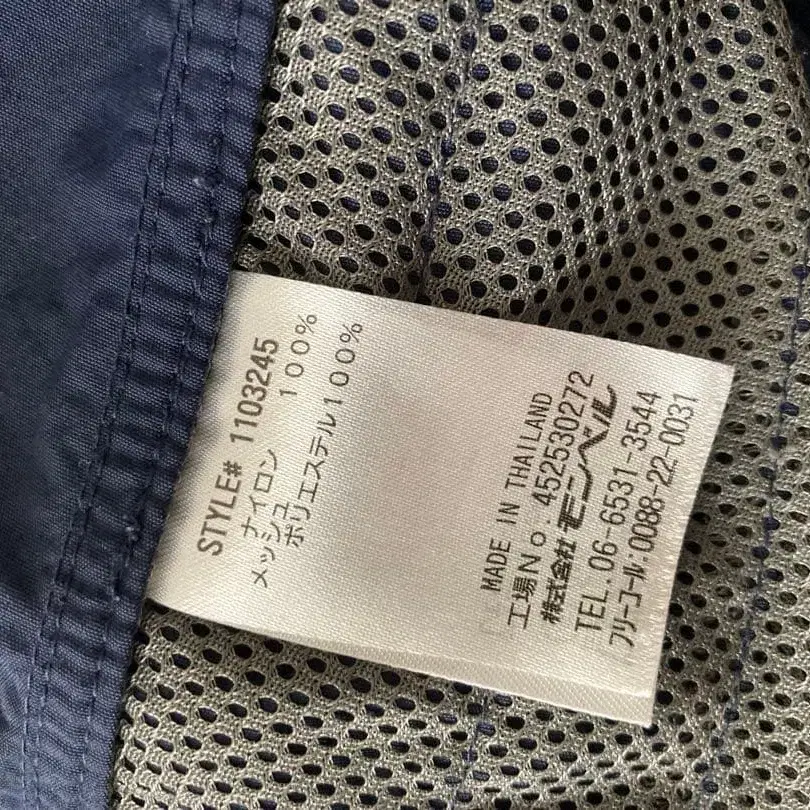 STYLE# 1103245
ナイロン 100%
メッシュ
ポリエステル100%
MADE IN THAILAND
工場No.452530272
株式会社 モンベル
TEL.06-6531-3544
フリーコール:0088-22-0031